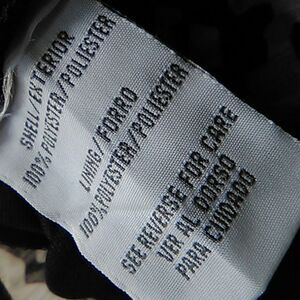 SHELL/EXTERIOR
100% POLYESTER/POLIESTER
LINING/FORRO
100% POLYESTER/POLIESTER
SEE REVERSE FOR CARE
VER AL DORSO
PARA CUIDADO